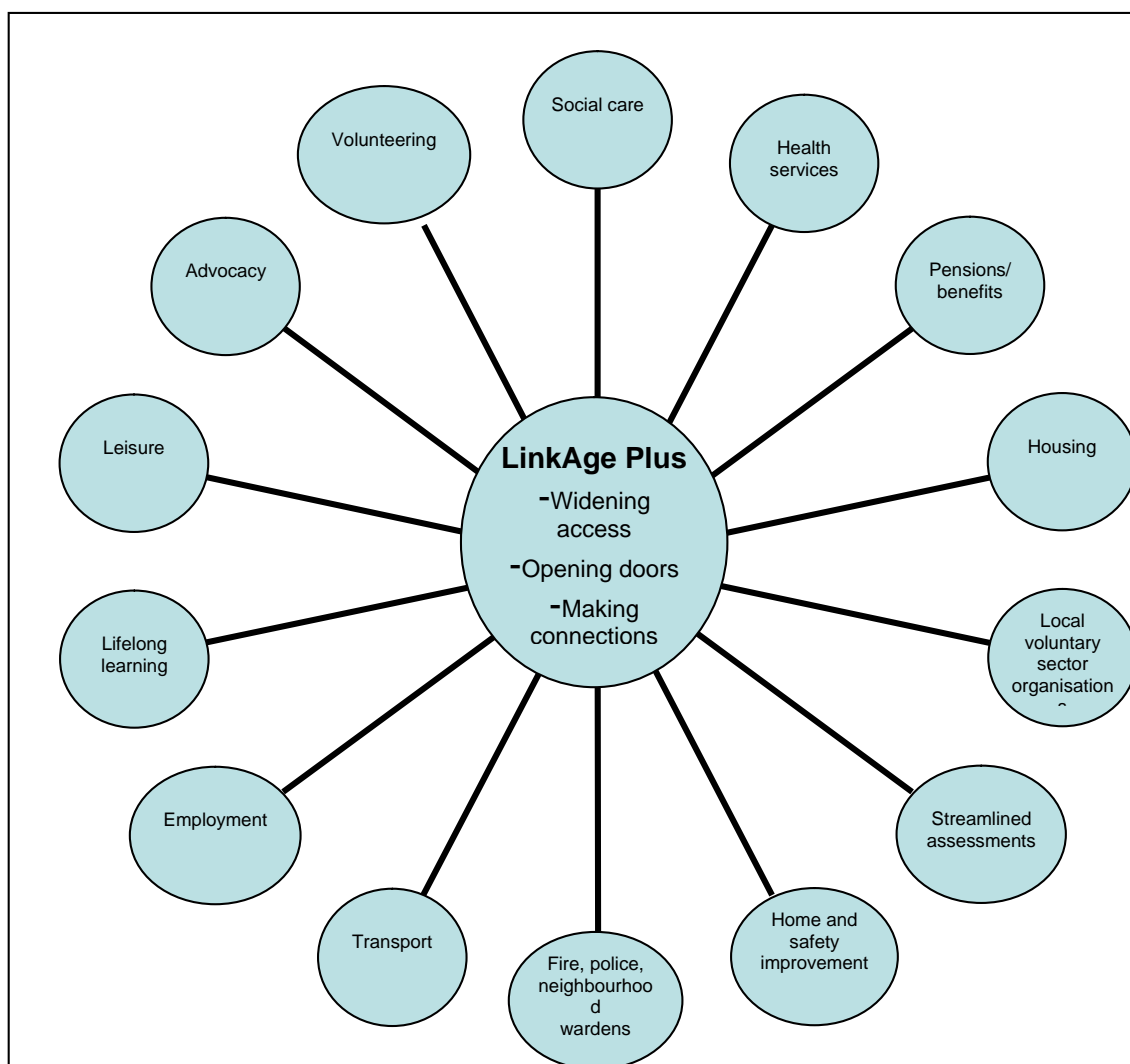 Social care
Volunteering
Health
services
Advocacy
Pensions/
benefits
Leisure
Housing
LinkAge Plus
-Widening
access
-Opening doors
-Making
connections
Lifelong
learning
Local
voluntary
sector
organisation
s
Employment
Streamlined
assessments
Transport
Home and
safety
improvement
Fire, police,
neighbourhoo
d
wardens